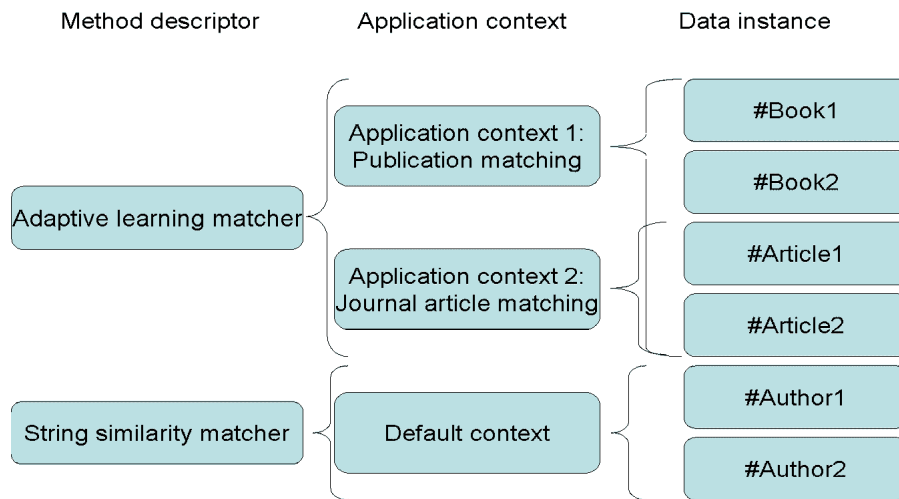 Method descriptor
Application context
Data instance
Adaptive learning matcher
Application context 1:
Publication matching
#Book1
#Book2
Application context 2:
Journal article matching
#Article1
#Article2
String similarity matcher
Default context
#Author1
#Author2